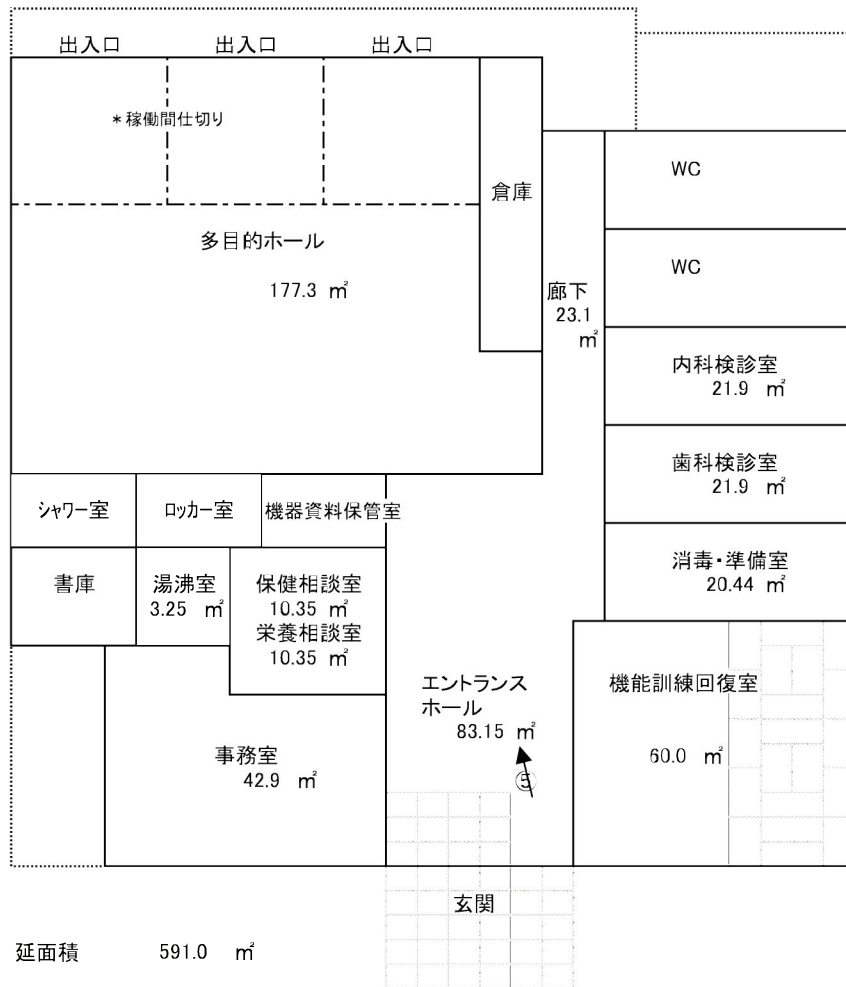 出入口 出入口 出入口
*稼働間仕切り
倉庫
多目的ホール
177.3 ㎡
廊下
23.1
㎡
WC
WC
内科検診室
21.9 ㎡
歯科検診室
21.9 ㎡
消毒・準備室
20.44 ㎡
シャワー室
ロッカー室
機器資料保管室
書庫
湯沸室
3.25 ㎡
保健相談室
10.35 ㎡
栄養相談室
10.35 ㎡
エントランス
ホール
83.15 ㎡
⑤
機能訓練回復室
60.0 ㎡
事務室
42.9 ㎡
玄関
延面積 591.0 ㎡